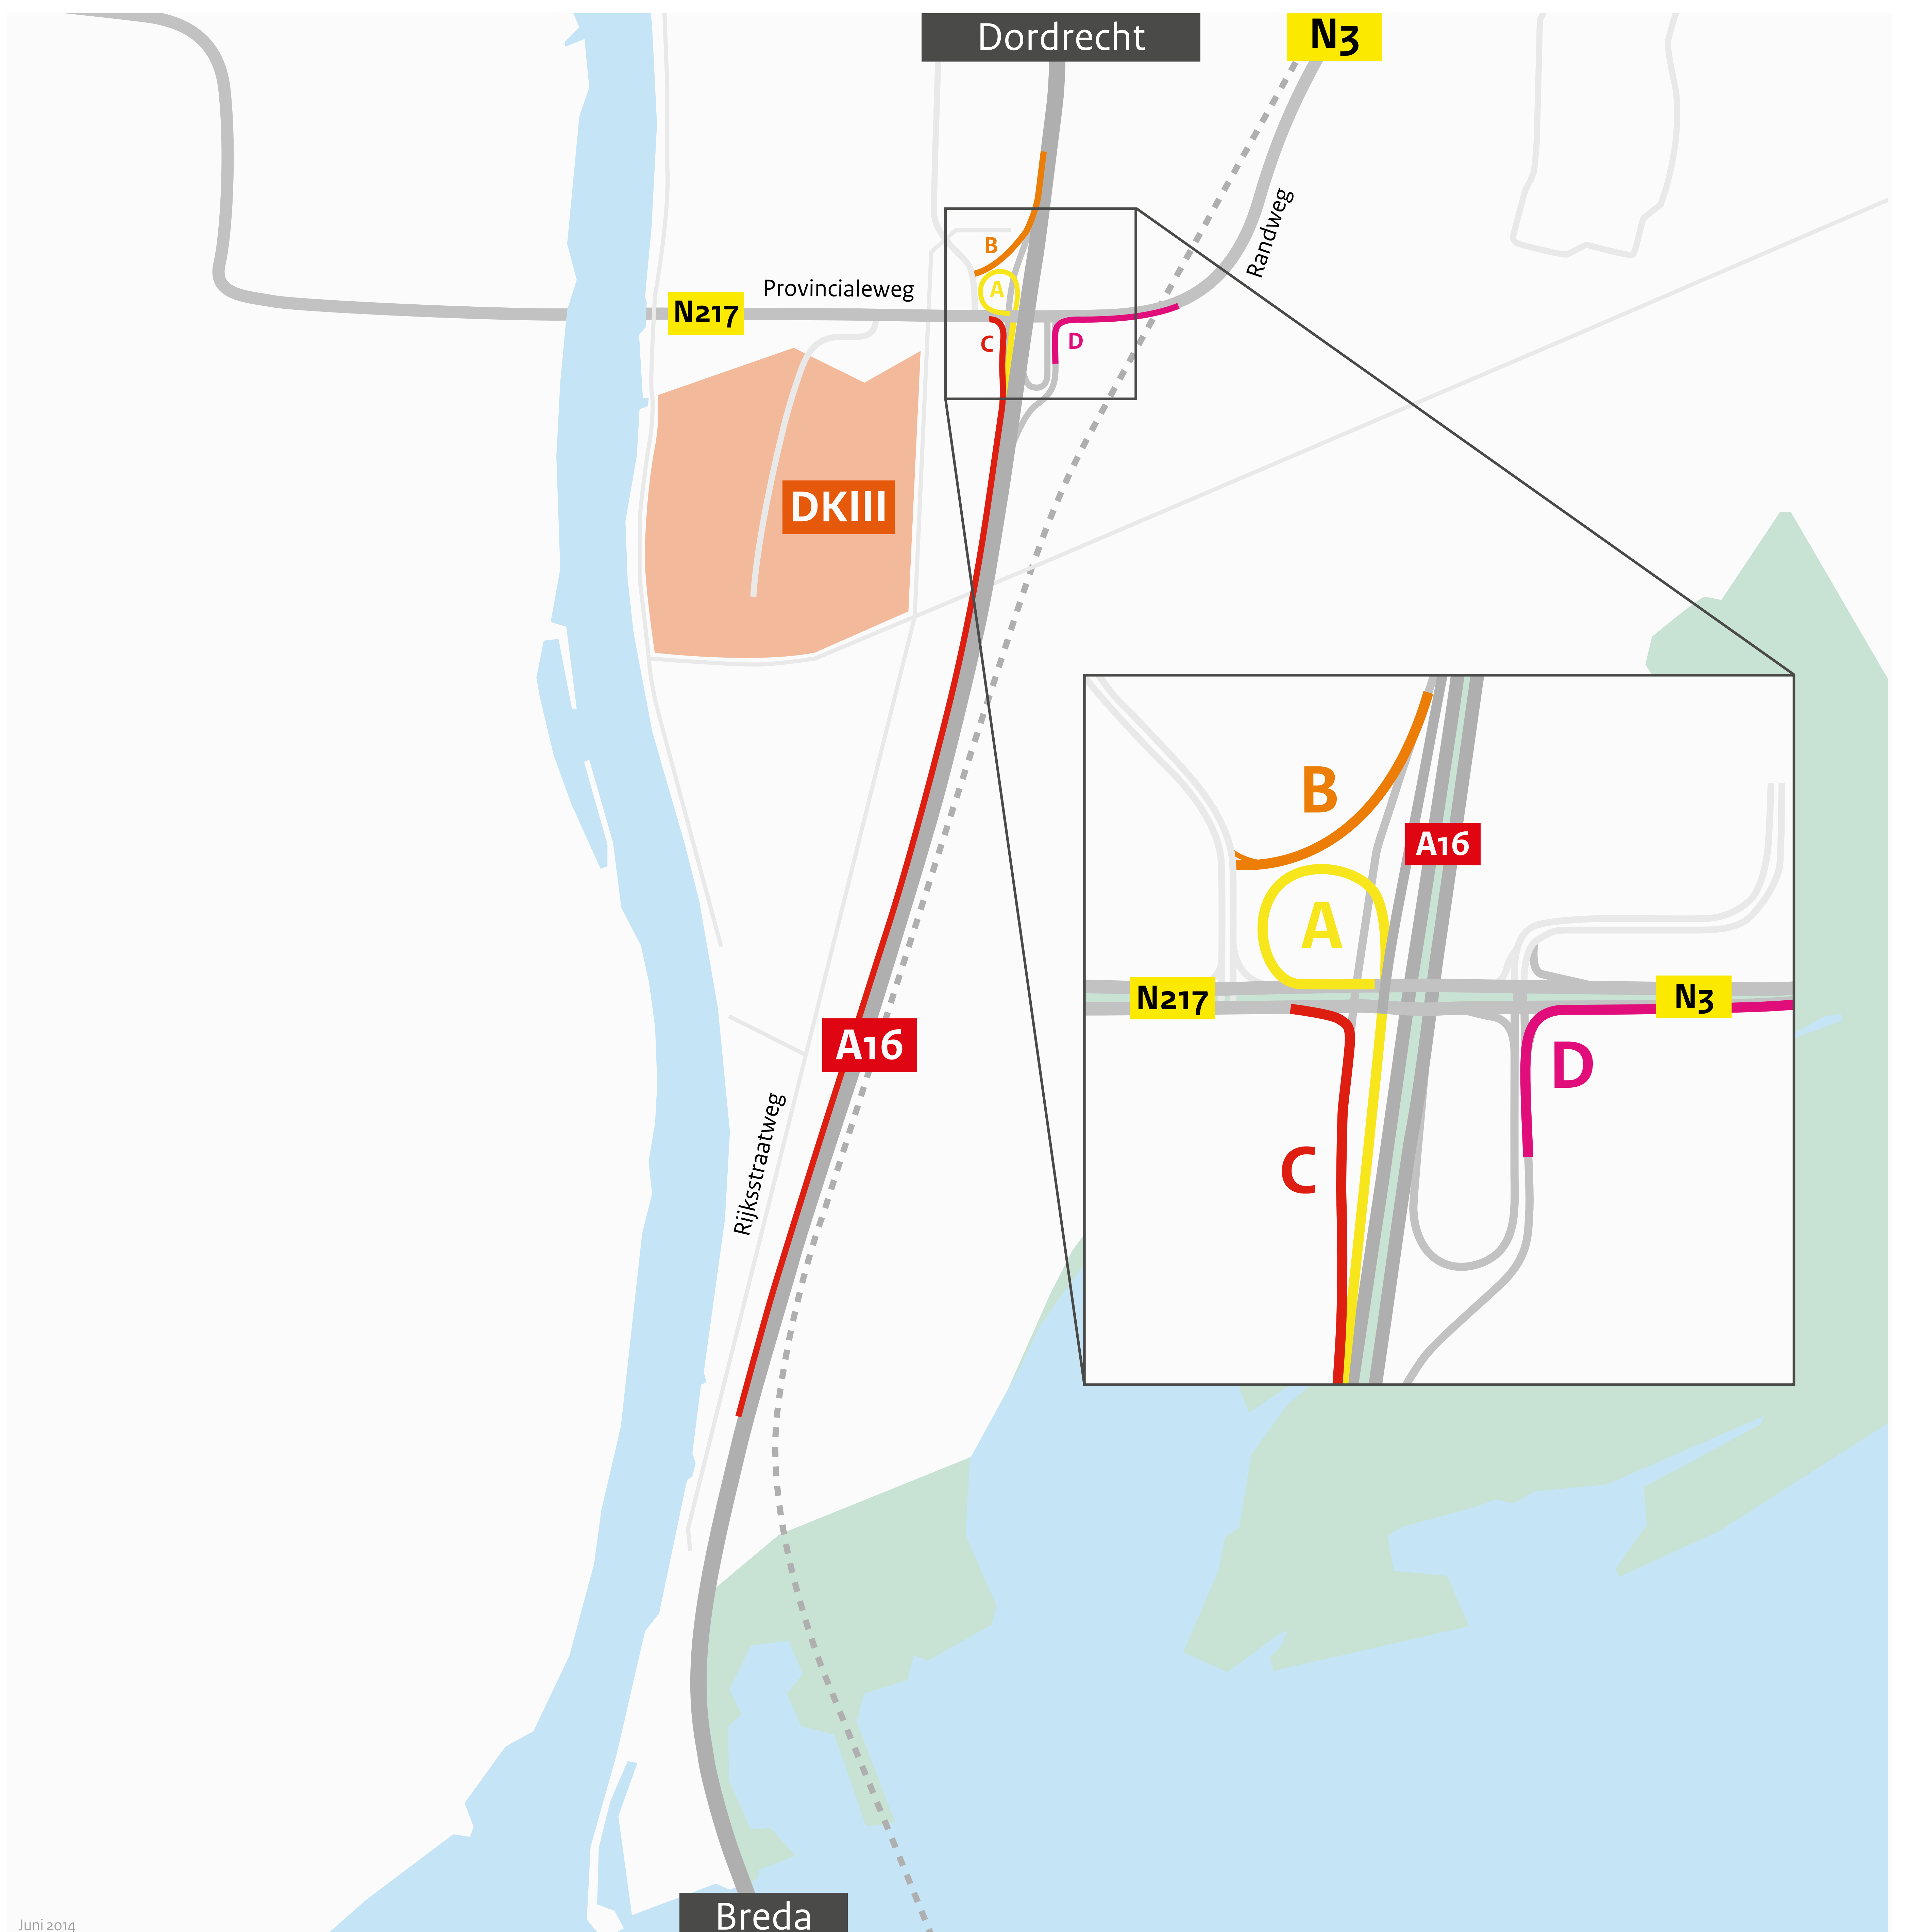 Dordrecht
N3
Randweg
B
Provincialeweg
A
N217
C
D
DKIII
B
A16
A
N217
N3
D
C
A16
Rijksstraatweg
Breda
Juni 2014